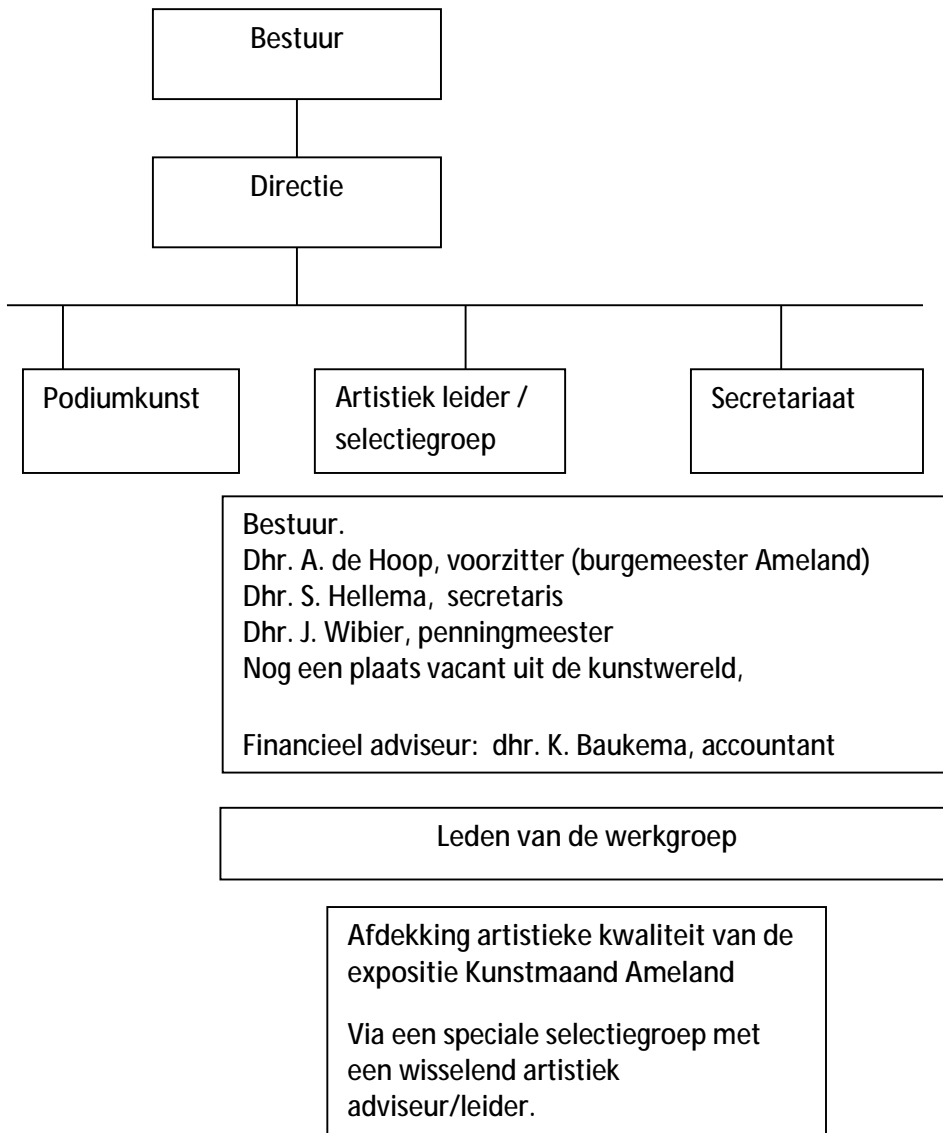 Bestuur
Directie
Podiumkunst
Artistiek leider /
selectiegroep
Secretariaat
Bestuur.
Dhr. A. de Hoop, voorzitter (burgemeester Ameland)
Dhr. S. Hellema, secretaris
Dhr. J. Wibier, penningmeester
Nog een plaats vacant uit de kunstwereld,
Financieel adviseur: dhr. K. Baukema, accountant
Leden van de werkgroep
Afdekking artistieke kwaliteit van de
expositie Kunstmaand Ameland
Via een speciale selectiegroep met
een wisselend artistiek
adviseur/leider.